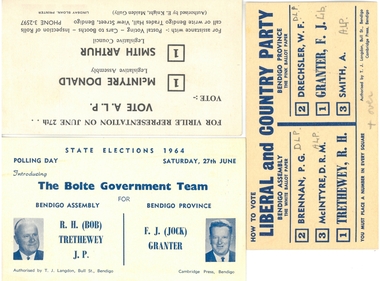 FOR VIRILE REPRESENTATION ON JUNE 27th . . .
VOTE :
VOTE A.L.P.
Legislative Assembly
1 McINTYRE DONALD
Legislative Council
1 SMITH ARTHUR
For assistance with:- Postal Voting - Cars to Booths - Inspections of Rolls
call or write Trades Hall, View Street, Bendigo PHONE 3-2597
(Authorised by K. Knight,
STATE ELECTIONS 1964
POLLING DAY SATURDAY, 27th JUNE
Introducing
The Bolte Government Team
FOR
BENDIGO ASSEMBLY BENDIGO PROVINCE
R. H. (BOB)
TRETHEWEY
J. P.
F. J. (JOCK)
GRANTER
Authorised by T. J. Langdon, Bull St., Bendigo Cambridge Press, Bendigo
HOW TO VOTE
LIBERAL and COUNTRY PARTY
BENDIGO ASSEMBLY
THE WHITE BALLOT PAPER
2 BRENNAN, P. G. D.L.P.
3 McINTYRE, D. R. M. A.L.P.
1 TRETHEWEY, R. H.
BENDIGO PROVINCE
THE PINK BALLOT PAPER
2 DRECHSLER, W. F. D.L.P.
1 GRANTER, F. J. Lib.
3 SMITH, A. A.L.P.
YOU MUST PLACE A NUMBER IN EVERY SQUARE
Authorised by T. J. Langdon, Bull St., Bendigo
Cambridge Press, Bendigo
over